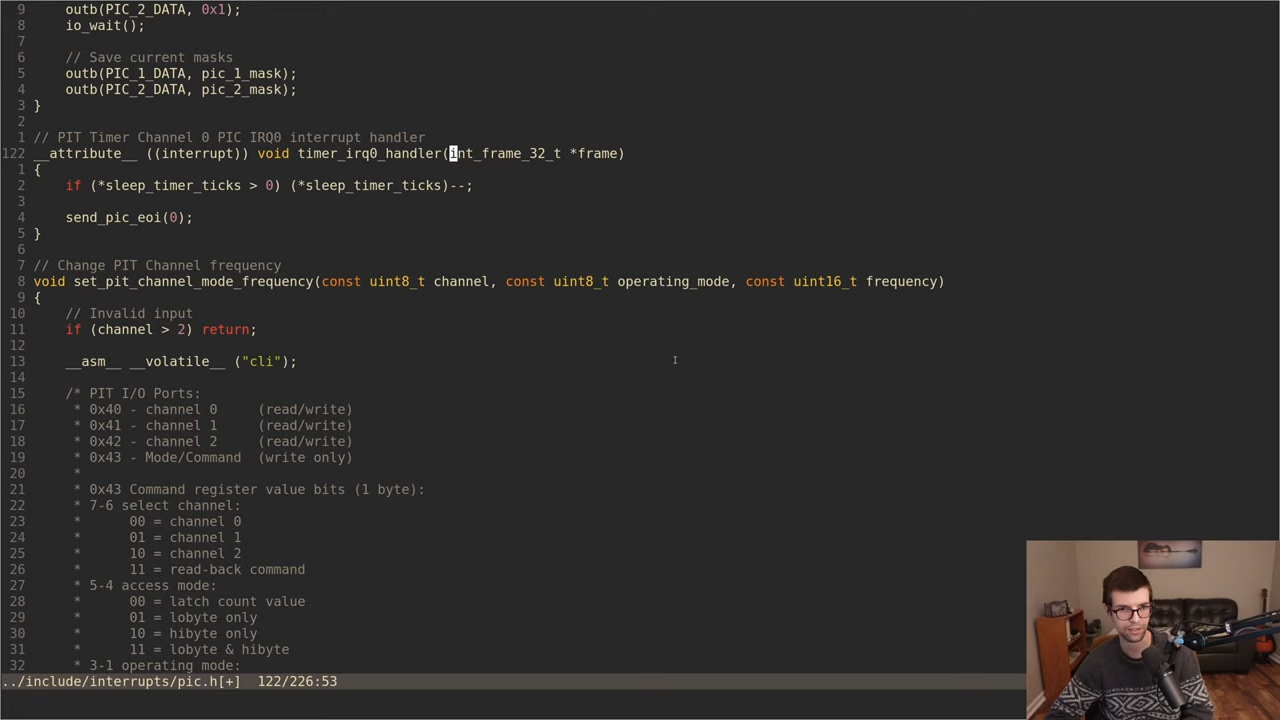 9 outb(PIC_2_DATA, 0x1);
8 io_wait();
7
6 // Save current masks
5 outb(PIC_1_DATA, pic_1_mask);
4 outb(PIC_2_DATA, pic_2_mask);
3 }
2
1 // PIT Timer Channel 0 PIC IRQ0 interrupt handler
122 __attribute__ ((interrupt)) void timer_irq0_handler(int_frame_32_t *frame)
1 {
2 if (*sleep_timer_ticks > 0) (*sleep_timer_ticks)--;
3
4 send_pic_eoi(0);
5 }
6
7 // Change PIT Channel frequency
8 void set_pit_channel_mode_frequency(const uint8_t channel, const uint8_t operating_mode, const uint16_t frequency)
9 {
10 // Invalid input
11 if (channel > 2) return;
12
13 __asm__ __volatile__ ("cli");
14
15 /* PIT I/O Ports:
16 * 0x40 - channel 0 (read/write)
17 * 0x41 - channel 1 (read/write)
18 * 0x42 - channel 2 (read/write)
19 * 0x43 - Mode/Command (write only)
20 *
21 * 0x43 Command register value bits (1 byte):
22 * 7-6 select channel:
23 * 00 = channel 0
24 * 01 = channel 1
25 * 10 = channel 2
26 * 11 = read-back command
27 * 5-4 access mode:
28 * 00 = latch count value
29 * 01 = lobyte only
30 * 10 = hibyte only
31 * 11 = lobyte & hibyte
32 * 3-1 operating mode:
../include/interrupts/pic.h[+] 122/226:53